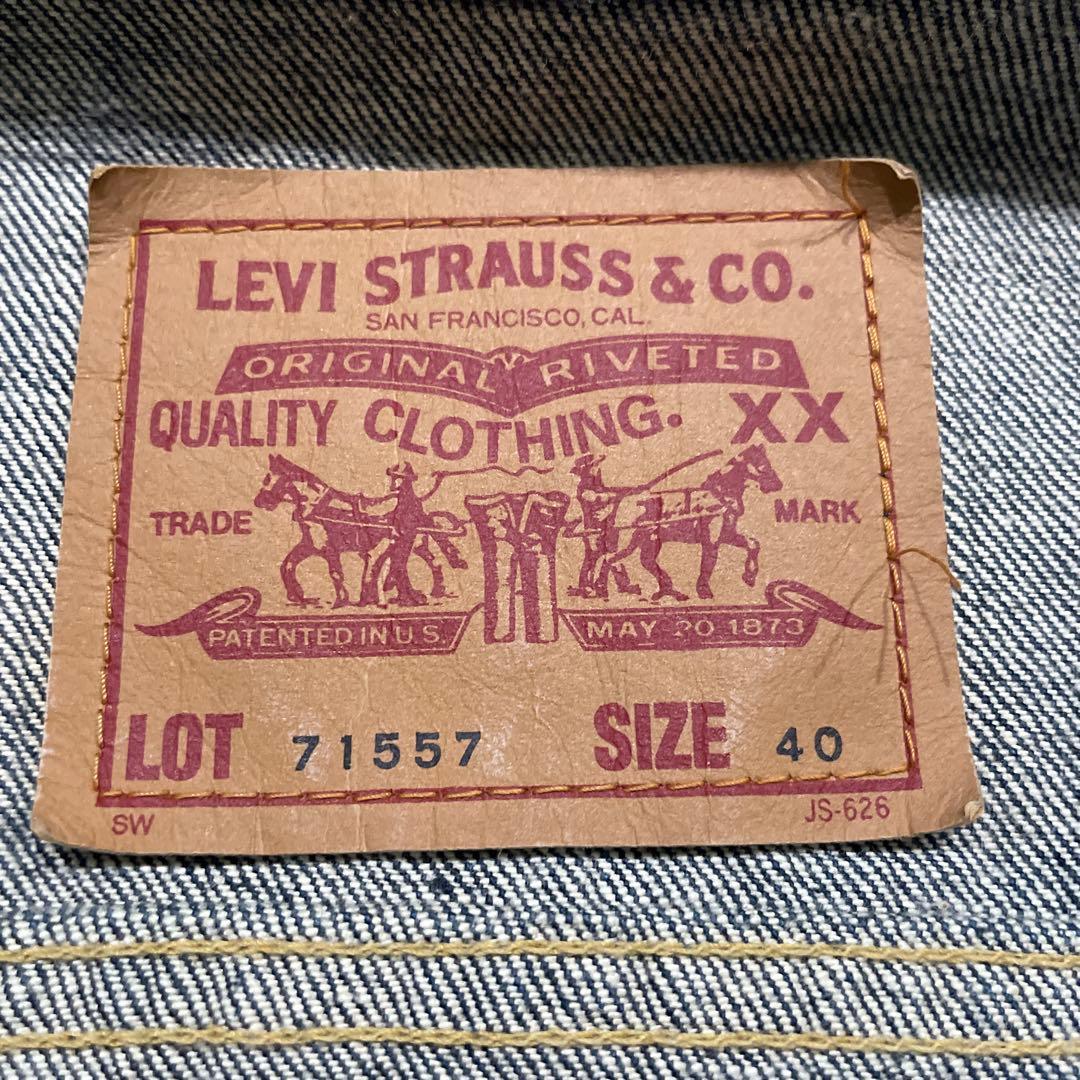 LEVI STRAUSS & CO.
SAN FRANCISCO, CAL.
ORIGINAL RIVETED
QUALITY CLOTHING. XX
TRADE MARK
PATENTED IN U.S. MAY 20 1873
LOT 71557 SIZE 40
SW JS-626